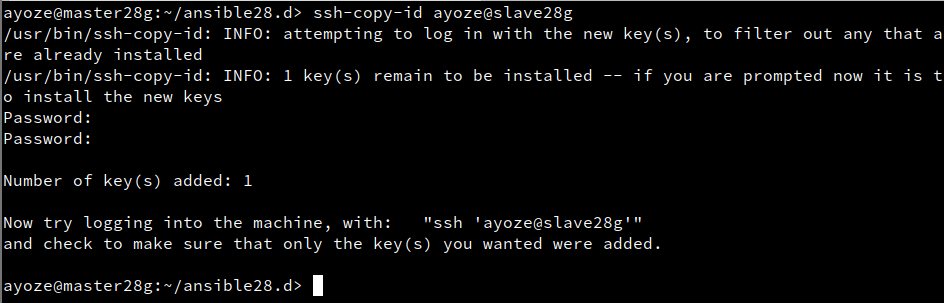 ayoze@master28g:~/ansible28.d> ssh-copy-id ayoze@slave28g
/usr/bin/ssh-copy-id: INFO: attempting to log in with the new key(s), to filter out any that a
re already installed
/usr/bin/ssh-copy-id: INFO: 1 key(s) remain to be installed -- if you are prompted now it is t
o install the new keys
Password:
Password:
Number of key(s) added: 1
Now try logging into the machine, with:   "ssh 'ayoze@slave28g'"
and check to make sure that only the key(s) you wanted were added.
ayoze@master28g:~/ansible28.d>